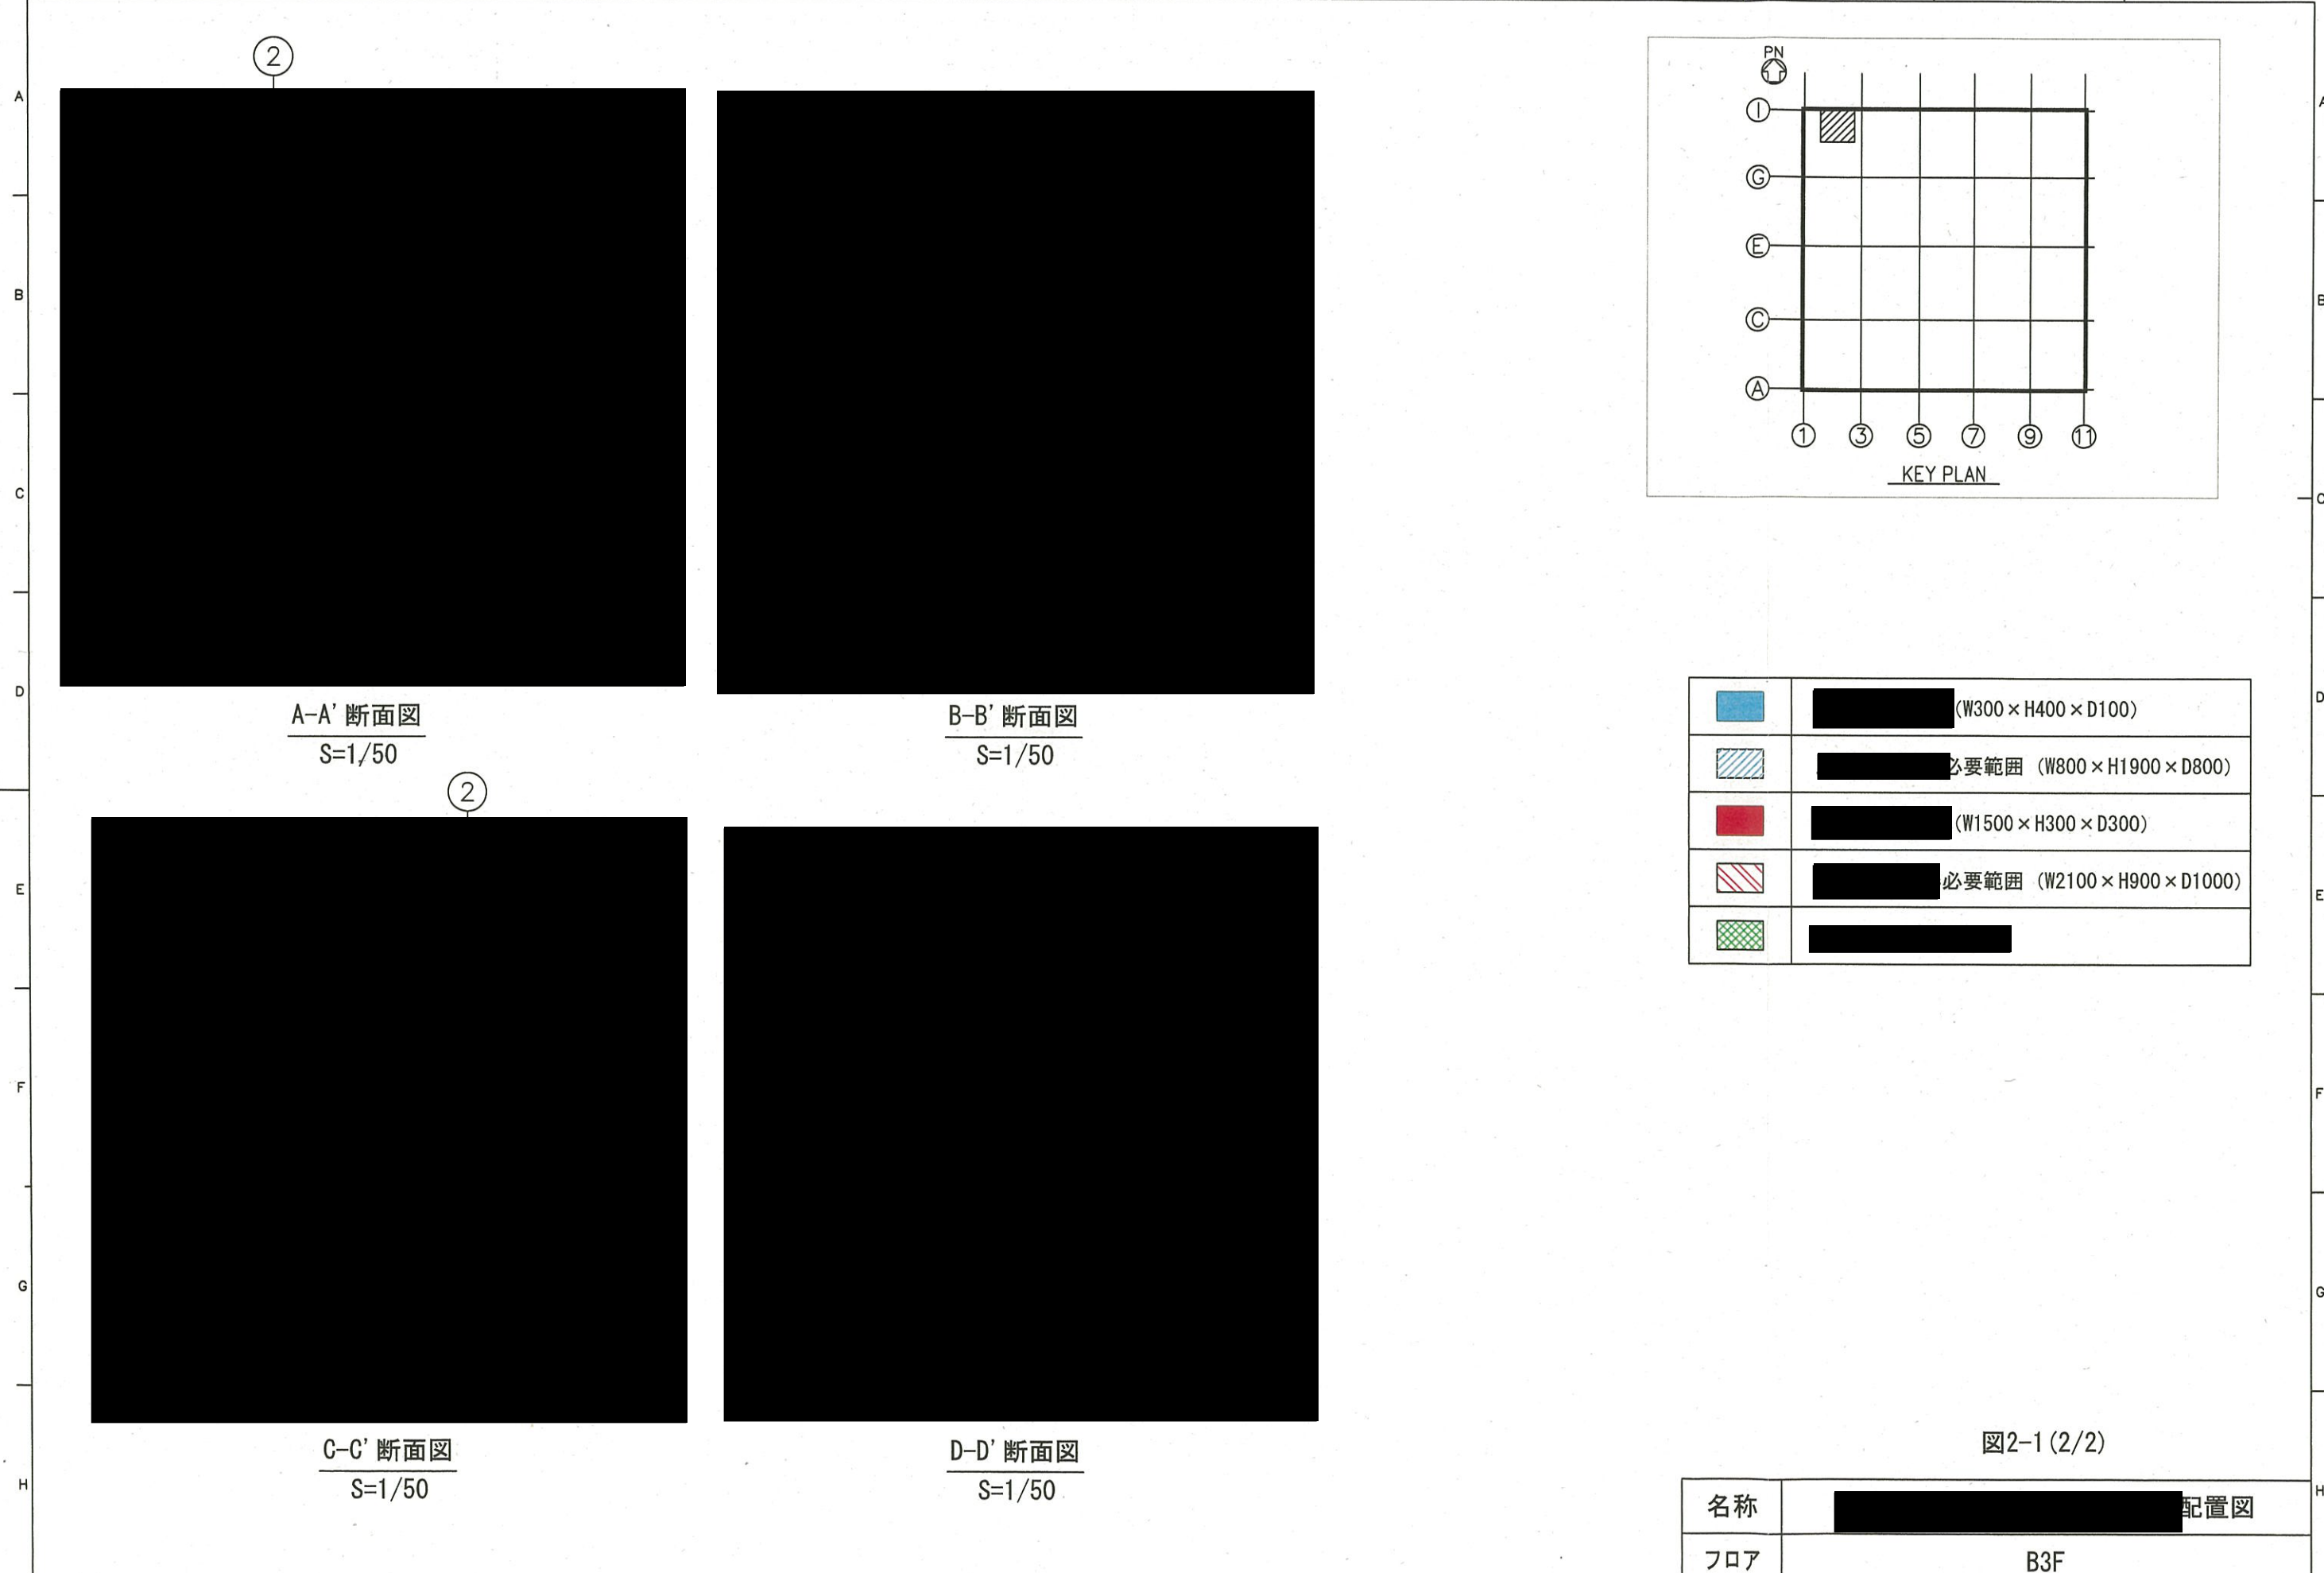 ②
A
B
C
D
E
F
G
H
A-A' 断面図
S=1/50
B-B' 断面図
S=1/50
②
C-C' 断面図
S=1/50
D-D' 断面図
S=1/50
PN
Ⓘ
Ⓖ
Ⓔ
Ⓒ
Ⓐ
① ③ ⑤ ⑦ ⑨ ⑪
KEY PLAN
(W300×H400×D100)
必要範囲 (W800×H1900×D800)
(W1500×H300×D300)
必要範囲 (W2100×H900×D1000)
A
B
C
D
E
F
G
H
図2-1(2/2)
名称 配置図
フロア B3F